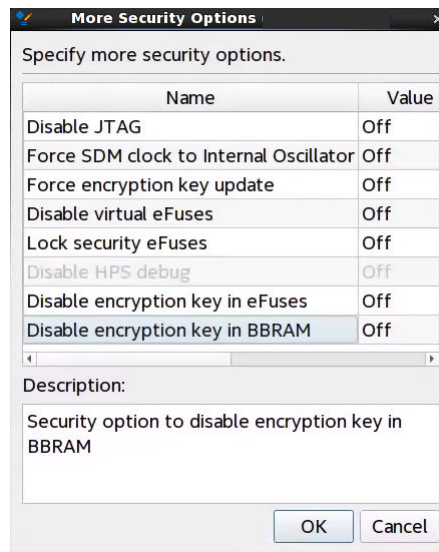 More Security Options
Specify more security options.
Name Value
Disable JTAG Off
Force SDM clock to Internal Oscillator Off
Force encryption key update Off
Disable virtual eFuses Off
Lock security eFuses Off
Disable HPS debug Off
Disable encryption key in eFuses Off
Disable encryption key in BBRAM Off
Description:
Security option to disable encryption key in
BBRAM
OK Cancel